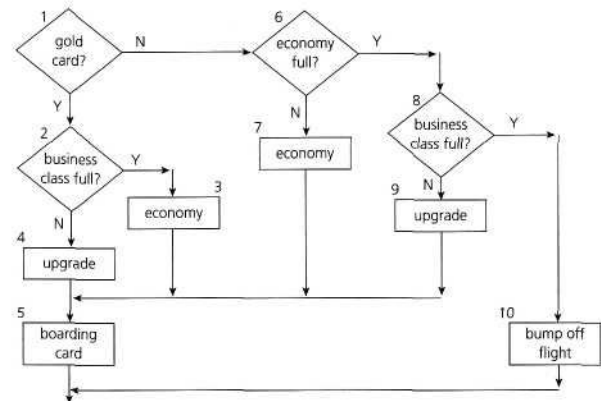 1
gold
card?
N
6
economy
full?
Y
Y
N
8
business
class full?
Y
2
business
class full?
Y
7
economy
3
economy
N
9
upgrade
N
4
upgrade
5
boarding
card
10
bump off
flight